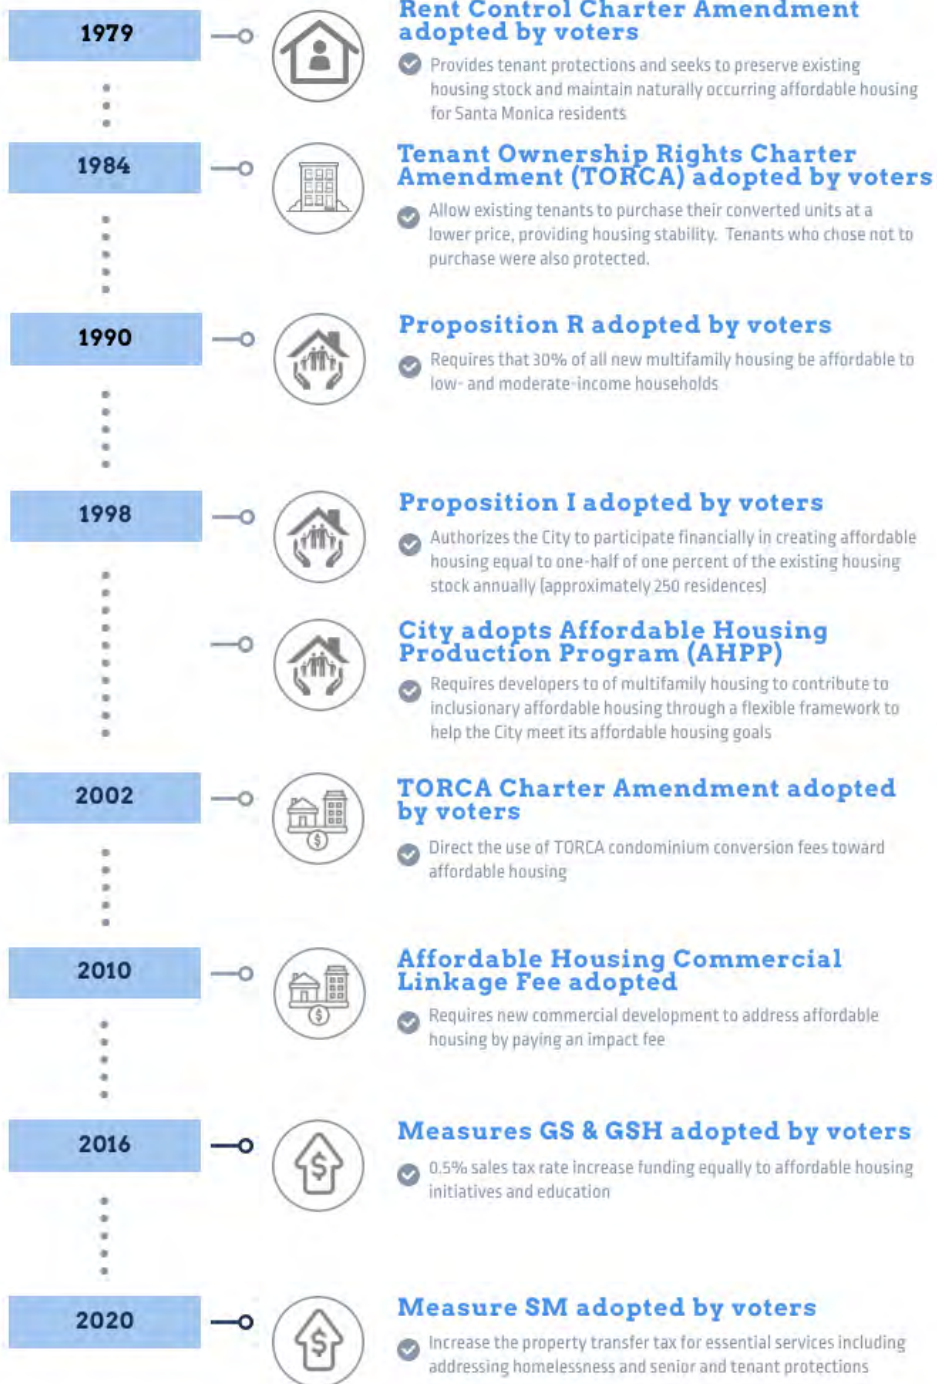 1979
Rent Control Charter Amendment
adopted by voters
Provides tenant protections and seeks to preserve existing
housing stock and maintain naturally occurring affordable housing
for Santa Monica residents
1984
Tenant Ownership Rights Charter
Amendment (TORCA) adopted by voters
Allow existing tenants to purchase their converted units at a
lower price, providing housing stability. Tenants who chose not to
purchase were also protected.
1990
Proposition R adopted by voters
Requires that 30% of all new multifamily housing be affordable to
low- and moderate-income households
1998
Proposition I adopted by voters
Authorizes the City to participate financially in creating affordable
housing equal to one-half of one percent of the existing housing
stock annually (approximately 250 residences)
City adopts Affordable Housing
Production Program (AHPP)
Requires developers to of multifamily housing to contribute to
inclusionary affordable housing through a flexible framework to
help the City meet its affordable housing goals
2002
TORCA Charter Amendment adopted
by voters
Direct the use of TORCA condominium conversion fees toward
affordable housing
2010
Affordable Housing Commercial
Linkage Fee adopted
Requires new commercial development to address affordable
housing by paying an impact fee
2016
Measures GS & GSH adopted by voters
0.5% sales tax rate increase funding equally to affordable housing
initiatives and education
2020
Measure SM adopted by voters
Increase the property transfer tax for essential services including
addressing homelessness and senior and tenant protections